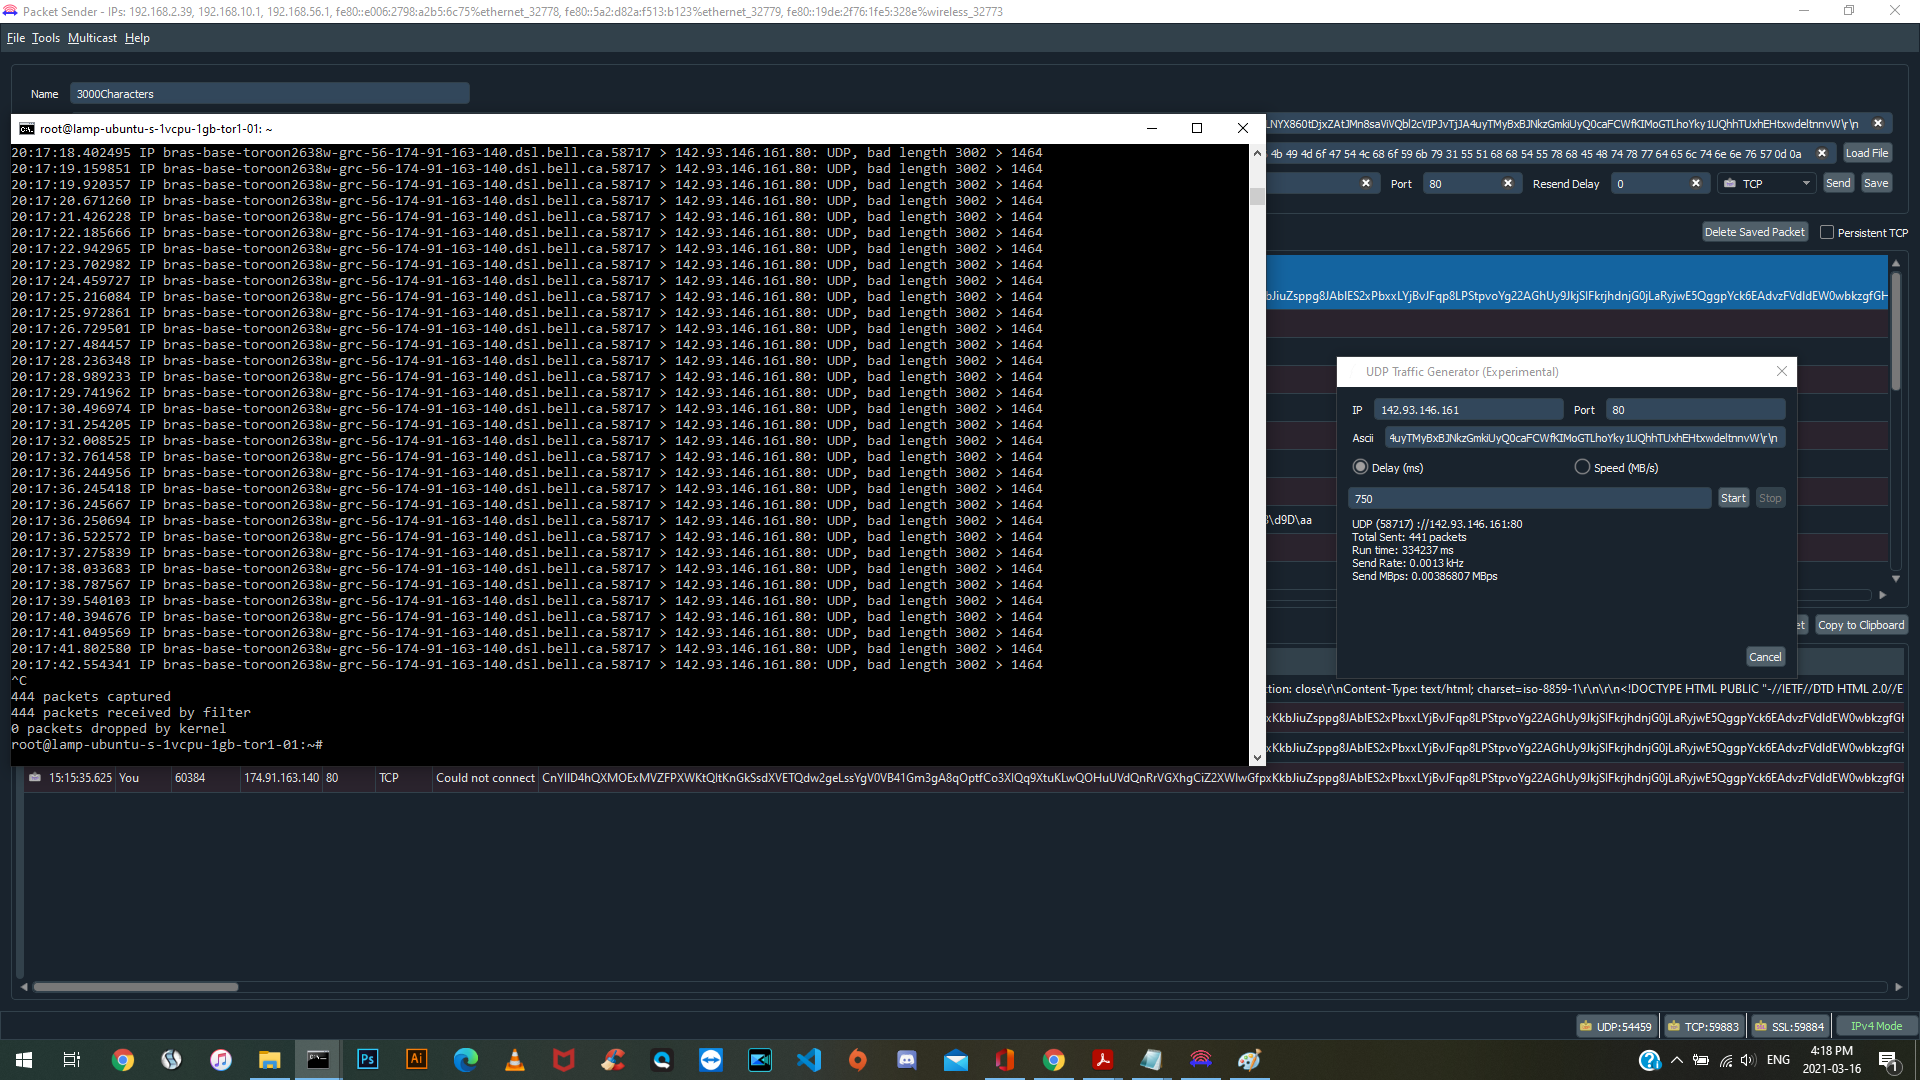 Packet Sender - IPs: 192.168.2.39, 192.168.10.1, 192.168.56.1, fe80::e006:2798:a2b5:6c75%ethernet_32778, fe80::5a2:d82a:f513:b123%ethernet_32779, fe80::19de:2f76:1fe5:328e%wireless_32773
File Tools Multicast Help
Name 3000Characters
root@lamp-ubuntu-s-1vcpu-1gb-tor1-01: ~
20:17:18.402495 IP bras-base-toroon2638w-grc-56-174-91-163-140.dsl.bell.ca.58717 > 142.93.146.161.80: UDP, bad length 3002 > 1464
20:17:19.159851 IP bras-base-toroon2638w-grc-56-174-91-163-140.dsl.bell.ca.58717 > 142.93.146.161.80: UDP, bad length 3002 > 1464
20:17:19.920357 IP bras-base-toroon2638w-grc-56-174-91-163-140.dsl.bell.ca.58717 > 142.93.146.161.80: UDP, bad length 3002 > 1464
20:17:20.671260 IP bras-base-toroon2638w-grc-56-174-91-163-140.dsl.bell.ca.58717 > 142.93.146.161.80: UDP, bad length 3002 > 1464
20:17:21.426228 IP bras-base-toroon2638w-grc-56-174-91-163-140.dsl.bell.ca.58717 > 142.93.146.161.80: UDP, bad length 3002 > 1464
20:17:22.185666 IP bras-base-toroon2638w-grc-56-174-91-163-140.dsl.bell.ca.58717 > 142.93.146.161.80: UDP, bad length 3002 > 1464
20:17:22.942965 IP bras-base-toroon2638w-grc-56-174-91-163-140.dsl.bell.ca.58717 > 142.93.146.161.80: UDP, bad length 3002 > 1464
20:17:23.702982 IP bras-base-toroon2638w-grc-56-174-91-163-140.dsl.bell.ca.58717 > 142.93.146.161.80: UDP, bad length 3002 > 1464
20:17:24.459727 IP bras-base-toroon2638w-grc-56-174-91-163-140.dsl.bell.ca.58717 > 142.93.146.161.80: UDP, bad length 3002 > 1464
20:17:25.216084 IP bras-base-toroon2638w-grc-56-174-91-163-140.dsl.bell.ca.58717 > 142.93.146.161.80: UDP, bad length 3002 > 1464
20:17:25.972861 IP bras-base-toroon2638w-grc-56-174-91-163-140.dsl.bell.ca.58717 > 142.93.146.161.80: UDP, bad length 3002 > 1464
20:17:26.729501 IP bras-base-toroon2638w-grc-56-174-91-163-140.dsl.bell.ca.58717 > 142.93.146.161.80: UDP, bad length 3002 > 1464
20:17:27.484457 IP bras-base-toroon2638w-grc-56-174-91-163-140.dsl.bell.ca.58717 > 142.93.146.161.80: UDP, bad length 3002 > 1464
20:17:28.236348 IP bras-base-toroon2638w-grc-56-174-91-163-140.dsl.bell.ca.58717 > 142.93.146.161.80: UDP, bad length 3002 > 1464
20:17:28.989233 IP bras-base-toroon2638w-grc-56-174-91-163-140.dsl.bell.ca.58717 > 142.93.146.161.80: UDP, bad length 3002 > 1464
20:17:29.741962 IP bras-base-toroon2638w-grc-56-174-91-163-140.dsl.bell.ca.58717 > 142.93.146.161.80: UDP, bad length 3002 > 1464
20:17:30.496974 IP bras-base-toroon2638w-grc-56-174-91-163-140.dsl.bell.ca.58717 > 142.93.146.161.80: UDP, bad length 3002 > 1464
20:17:31.254205 IP bras-base-toroon2638w-grc-56-174-91-163-140.dsl.bell.ca.58717 > 142.93.146.161.80: UDP, bad length 3002 > 1464
20:17:32.008525 IP bras-base-toroon2638w-grc-56-174-91-163-140.dsl.bell.ca.58717 > 142.93.146.161.80: UDP, bad length 3002 > 1464
20:17:32.761458 IP bras-base-toroon2638w-grc-56-174-91-163-140.dsl.bell.ca.58717 > 142.93.146.161.80: UDP, bad length 3002 > 1464
20:17:36.244956 IP bras-base-toroon2638w-grc-56-174-91-163-140.dsl.bell.ca.58717 > 142.93.146.161.80: UDP, bad length 3002 > 1464
20:17:36.245418 IP bras-base-toroon2638w-grc-56-174-91-163-140.dsl.bell.ca.58717 > 142.93.146.161.80: UDP, bad length 3002 > 1464
20:17:36.245667 IP bras-base-toroon2638w-grc-56-174-91-163-140.dsl.bell.ca.58717 > 142.93.146.161.80: UDP, bad length 3002 > 1464
20:17:36.250694 IP bras-base-toroon2638w-grc-56-174-91-163-140.dsl.bell.ca.58717 > 142.93.146.161.80: UDP, bad length 3002 > 1464
20:17:36.522572 IP bras-base-toroon2638w-grc-56-174-91-163-140.dsl.bell.ca.58717 > 142.93.146.161.80: UDP, bad length 3002 > 1464
20:17:37.275839 IP bras-base-toroon2638w-grc-56-174-91-163-140.dsl.bell.ca.58717 > 142.93.146.161.80: UDP, bad length 3002 > 1464
20:17:38.033683 IP bras-base-toroon2638w-grc-56-174-91-163-140.dsl.bell.ca.58717 > 142.93.146.161.80: UDP, bad length 3002 > 1464
20:17:38.787567 IP bras-base-toroon2638w-grc-56-174-91-163-140.dsl.bell.ca.58717 > 142.93.146.161.80: UDP, bad length 3002 > 1464
20:17:39.540103 IP bras-base-toroon2638w-grc-56-174-91-163-140.dsl.bell.ca.58717 > 142.93.146.161.80: UDP, bad length 3002 > 1464
20:17:40.394676 IP bras-base-toroon2638w-grc-56-174-91-163-140.dsl.bell.ca.58717 > 142.93.146.161.80: UDP, bad length 3002 > 1464
20:17:41.049569 IP bras-base-toroon2638w-grc-56-174-91-163-140.dsl.bell.ca.58717 > 142.93.146.161.80: UDP, bad length 3002 > 1464
20:17:41.802580 IP bras-base-toroon2638w-grc-56-174-91-163-140.dsl.bell.ca.58717 > 142.93.146.161.80: UDP, bad length 3002 > 1464
20:17:42.554341 IP bras-base-toroon2638w-grc-56-174-91-163-140.dsl.bell.ca.58717 > 142.93.146.161.80: UDP, bad length 3002 > 1464
^C
444 packets captured
444 packets received by filter
0 packets dropped by kernel
root@lamp-ubuntu-s-1vcpu-1gb-tor1-01:~#
4b 49 4d 6f 47 54 4c 68 6f 59 6b 79 31 55 51 68 68 54 55 78 68 45 48 74 78 77 64 65 6c 74 6e 6e 76 57 0d 0a Load File
Port 80 Resend Delay 0 TCP Send Save
Delete Saved Packet Persistent TCP
3\d9D\aa
UDP Traffic Generator (Experimental)
IP 142.93.146.161 Port 80
Ascii 4uyTMyBxBJNkzGmkiUyQ0caFCWfKIMoGTLhoYky1UQhhTUxhEHtxwdeltnnvW\r\n
Delay (ms) Speed (MB/s)
750 Start Stop
UDP (58717) ://142.93.146.161:80
Total Sent: 441 packets
Run time: 334237 ms
Send Rate: 0.0013 kHz
Send MBps: 0.00386807 MBps
Cancel
et Copy to Clipboard
tion: close\r\nContent-Type: text/html; charset=iso-8859-1\r\n\r\n<!DOCTYPE HTML PUBLIC "-//IETF//DTD HTML 2.0//E
15:15:35.625 You 60384 174.91.163.140 80 TCP Could not connect
UDP:54459 TCP:59883 SSL:59884 IPv4 Mode
ENG 4:18 PM
2021-03-16
1